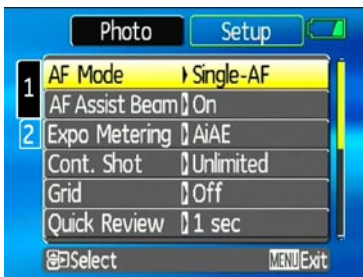 Photo Setup
1
AF Mode Single-AF
AF Assist Beam On
2 Expo Metering AiAE
Cont. Shot Unlimited
Grid Off
Quick Review 1 sec
Select MENU Exit